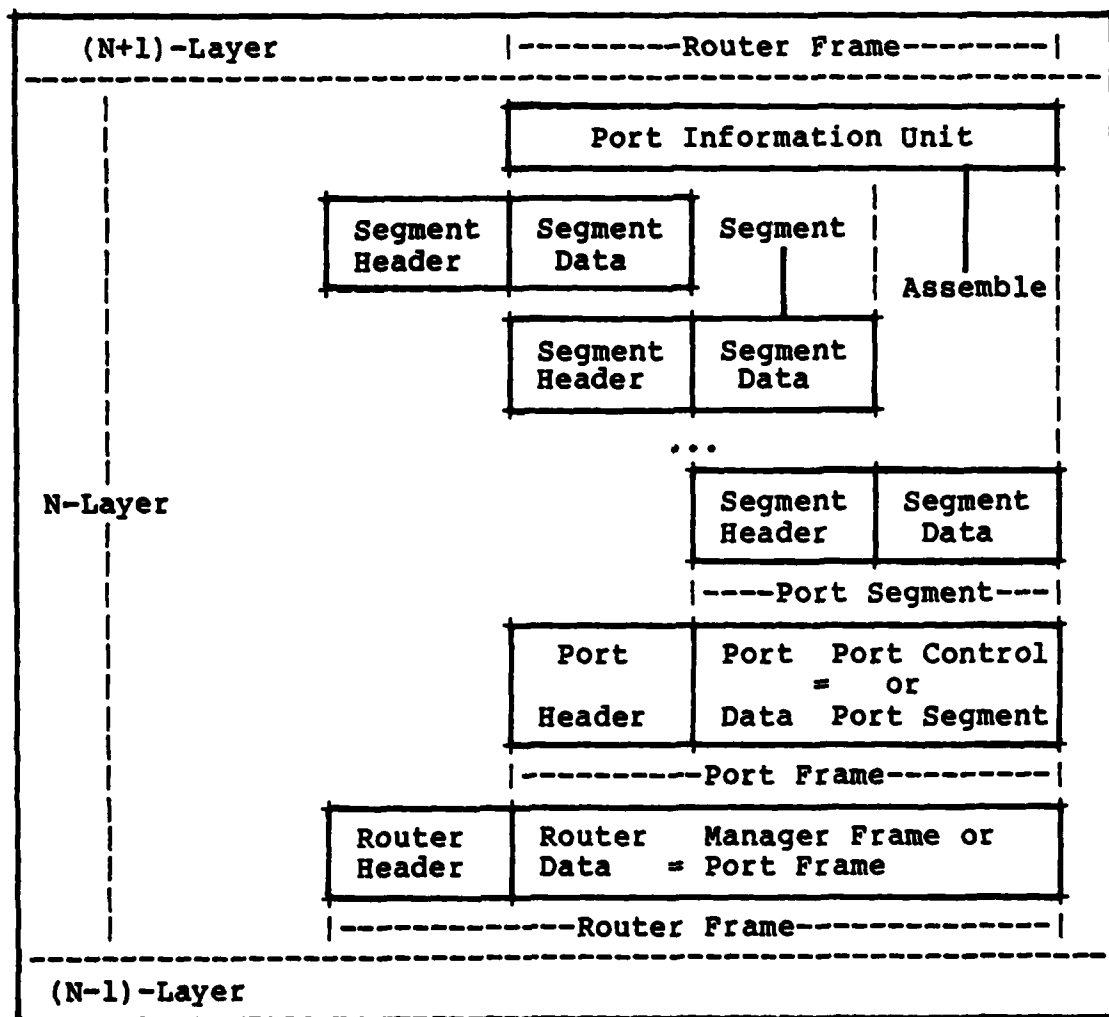 (N+1)-Layer |---------Router Frame---------|
Port Information Unit
Segment Segment Segment
Header Data
Assemble
Segment Segment
Header Data
...
N-Layer
Segment Segment
Header Data
|----Port Segment---|
Port Port Port Control
= or
Header Data Port Segment
|----------Port Frame---------|
Router Router Manager Frame or
Header Data = Port Frame
|-------------Router Frame--------------|
(N-1)-Layer